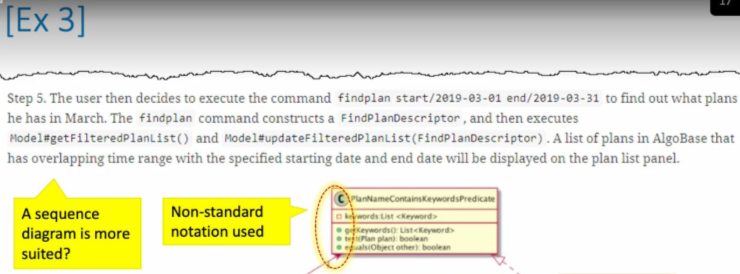 17
[Ex 3]
Step 5. The user then decides to execute the command findplan start/2019-03-01 end/2019-03-31 to find out what plans
he has in March. The findplan command constructs a FindPlanDescriptor, and then executes
Model#getFilteredPlanList() and Model#updateFilteredPlanList(FindPlanDescriptor). A list of plans in AlgoBase that
has overlapping time range with the specified starting date and end date will be displayed on the plan list panel.
A sequence
diagram is more
suited?
Non-standard
notation used
C PlanNameContainsKeywordsPredicate
keywords:List <Keyword>
getKeywords(): List<Keyword>
test(Plan plan): boolean
equals(Object other): boolean